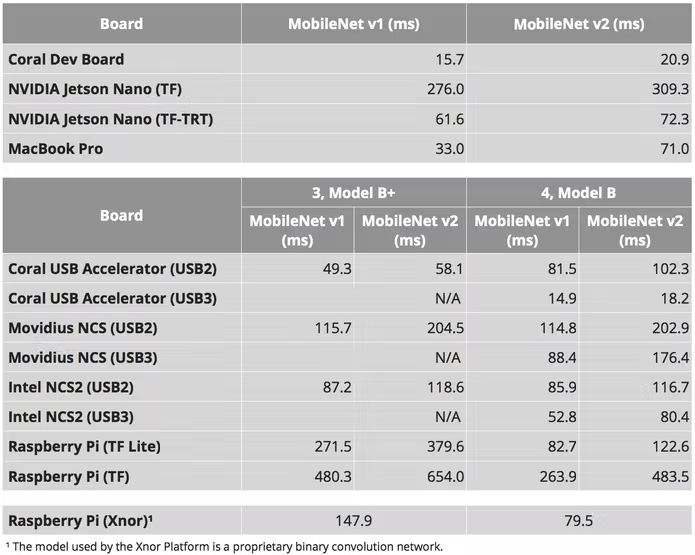 Board MobileNet v1 (ms) MobileNet v2 (ms)
Coral Dev Board 15.7 20.9
NVIDIA Jetson Nano (TF) 276.0 309.3
NVIDIA Jetson Nano (TF-TRT) 61.6 72.3
MacBook Pro 33.0 71.0
Board 3, Model B+ 4, Model B
MobileNet v1 (ms) MobileNet v2 (ms) MobileNet v1 (ms) MobileNet v2 (ms)
Coral USB Accelerator (USB2) 49.3 58.1 81.5 102.3
Coral USB Accelerator (USB3) N/A 14.9 18.2
Movidius NCS (USB2) 115.7 204.5 114.8 202.9
Movidius NCS (USB3) N/A 88.4 176.4
Intel NCS2 (USB2) 87.2 118.6 85.9 116.7
Intel NCS2 (USB3) N/A 52.8 80.4
Raspberry Pi (TF Lite) 271.5 379.6 82.7 122.6
Raspberry Pi (TF) 480.3 654.0 263.9 483.5
Raspberry Pi (Xnor)¹ 147.9 79.5
¹ The model used by the Xnor Platform is a proprietary binary convolution network.